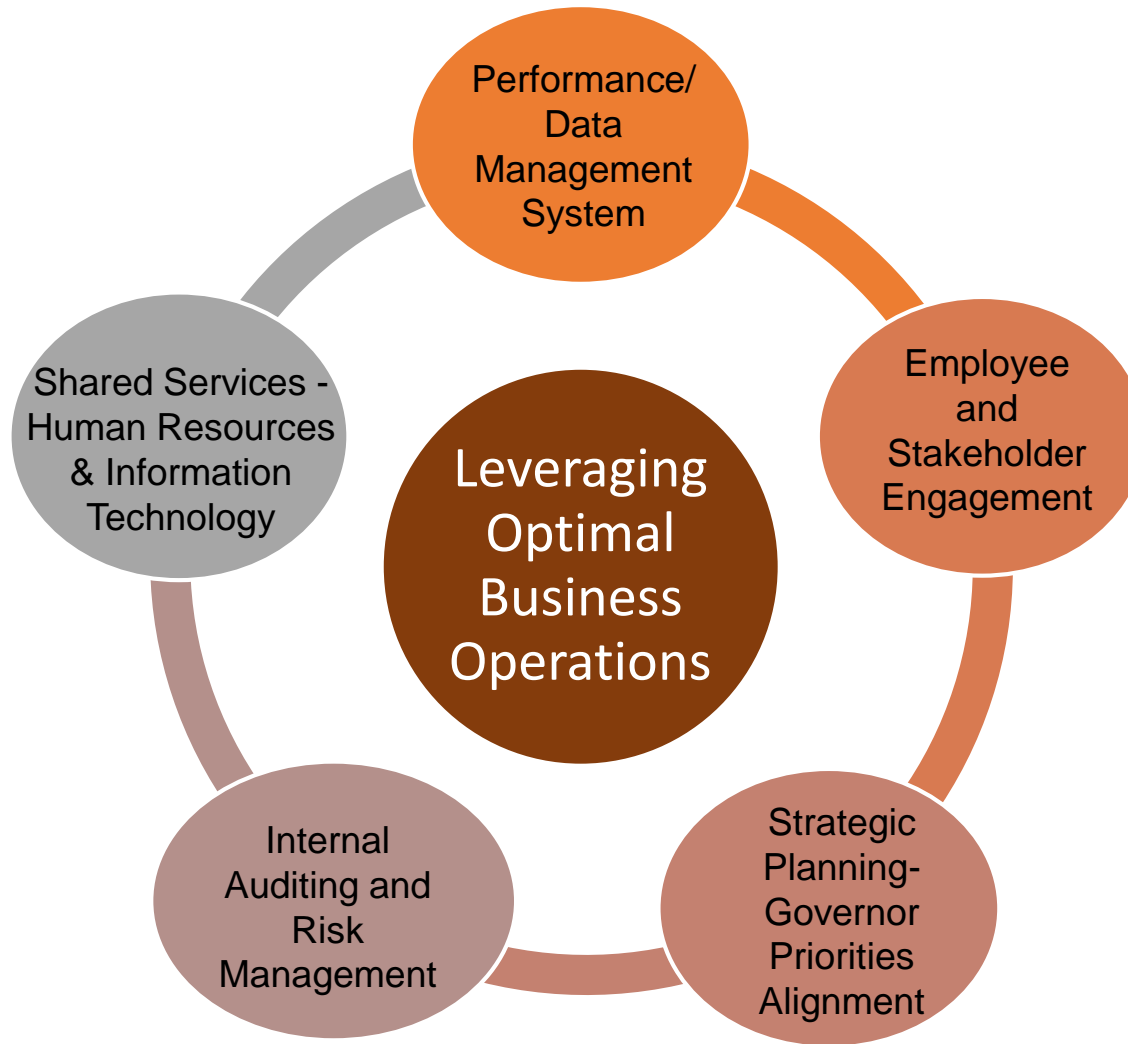 Performance/
Data
Management
System
Employee
and
Stakeholder
Engagement
Strategic
Planning-
Governor
Priorities
Alignment
Internal
Auditing and
Risk
Management
Shared Services -
Human Resources
& Information
Technology
Leveraging
Optimal
Business
Operations